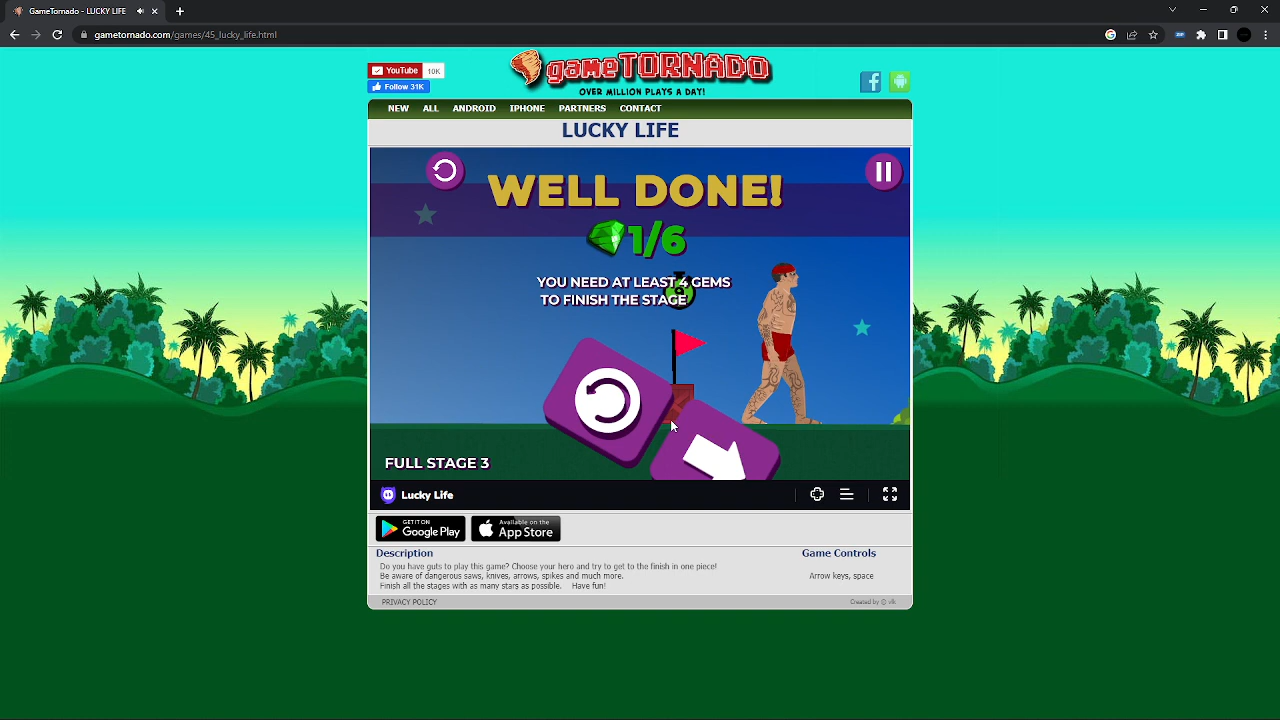 GameTornado - LUCKY LIFE
gametornado.com/games/45_lucky_life.html
YouTube 10K
Follow 31K
gameTORNADO
OVER MILLION PLAYS A DAY!
NEW ALL ANDROID IPHONE PARTNERS CONTACT
LUCKY LIFE
WELL DONE!
1/6
YOU NEED AT LEAST 4 GEMS
TO FINISH THE STAGE
FULL STAGE 3
Lucky Life
GET IT ON Google Play
Available on the App Store
Description
Do you have guts to play this game? Choose your hero and try to get to the finish in one piece!
Be aware of dangerous saws, knives, arrows, spikes and much more.
Finish all the stages with as many stars as possible. Have fun!
Game Controls
Arrow keys, space
PRIVACY POLICY
Created by © vlk